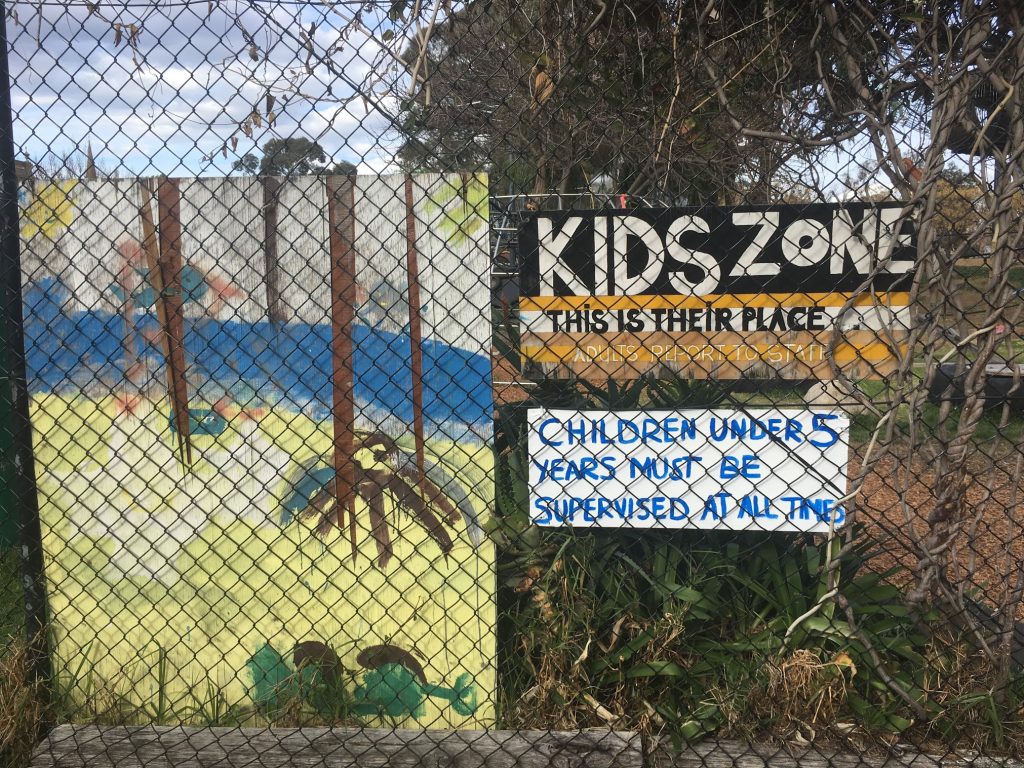 KIDS ZONE
THIS IS THEIR PLACE...
ADULTS REPORT TO STAFF
CHILDREN UNDER 5
YEARS MUST BE
SUPERVISED AT ALL TIMES